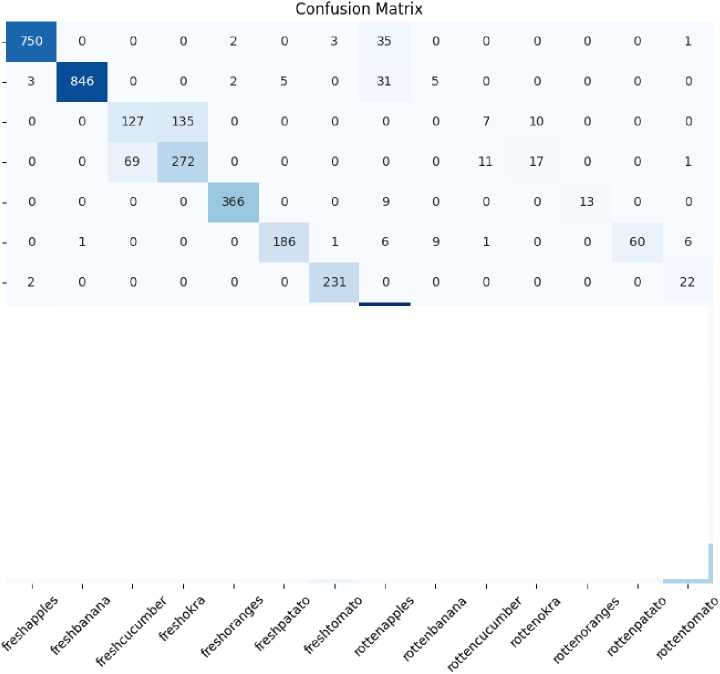 Confusion Matrix
750 0 0 0 2 0 3 35 0 0 0 0 0 1
3 846 0 0 2 5 0 31 5 0 0 0 0 0
0 0 127 135 0 0 0 0 0 7 10 0 0 0
0 0 69 272 0 0 0 0 0 11 17 0 0 1
0 0 0 0 366 0 0 9 0 0 0 13 0 0
0 1 0 0 0 186 1 6 9 1 0 0 60 6
2 0 0 0 0 0 231 0 0 0 0 0 0 22
freshapples freshbanana freshcucumber freshokra freshoranges freshpatato freshtomato rottenapples rottenbanana rottencucumber rottenokra rottenoranges rottenpatato rottentomato